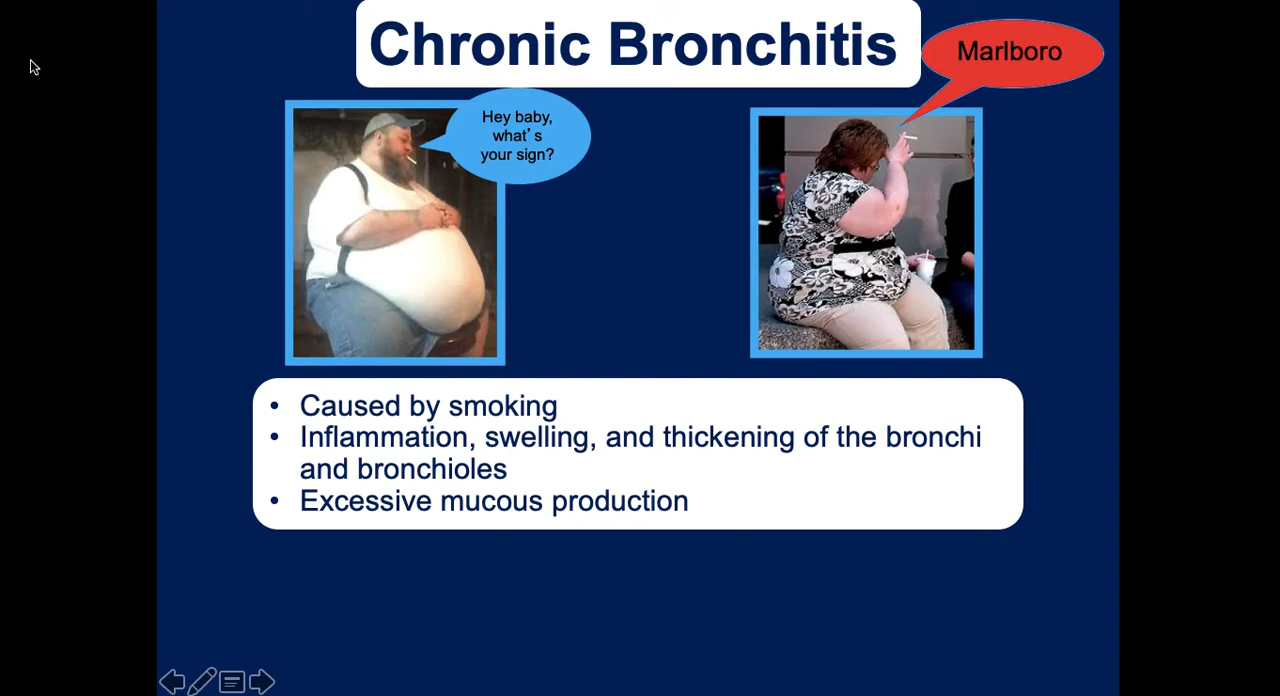 Chronic Bronchitis
Marlboro
Hey baby,
what's
your sign?
• Caused by smoking
• Inflammation, swelling, and thickening of the bronchi
and bronchioles
• Excessive mucous production